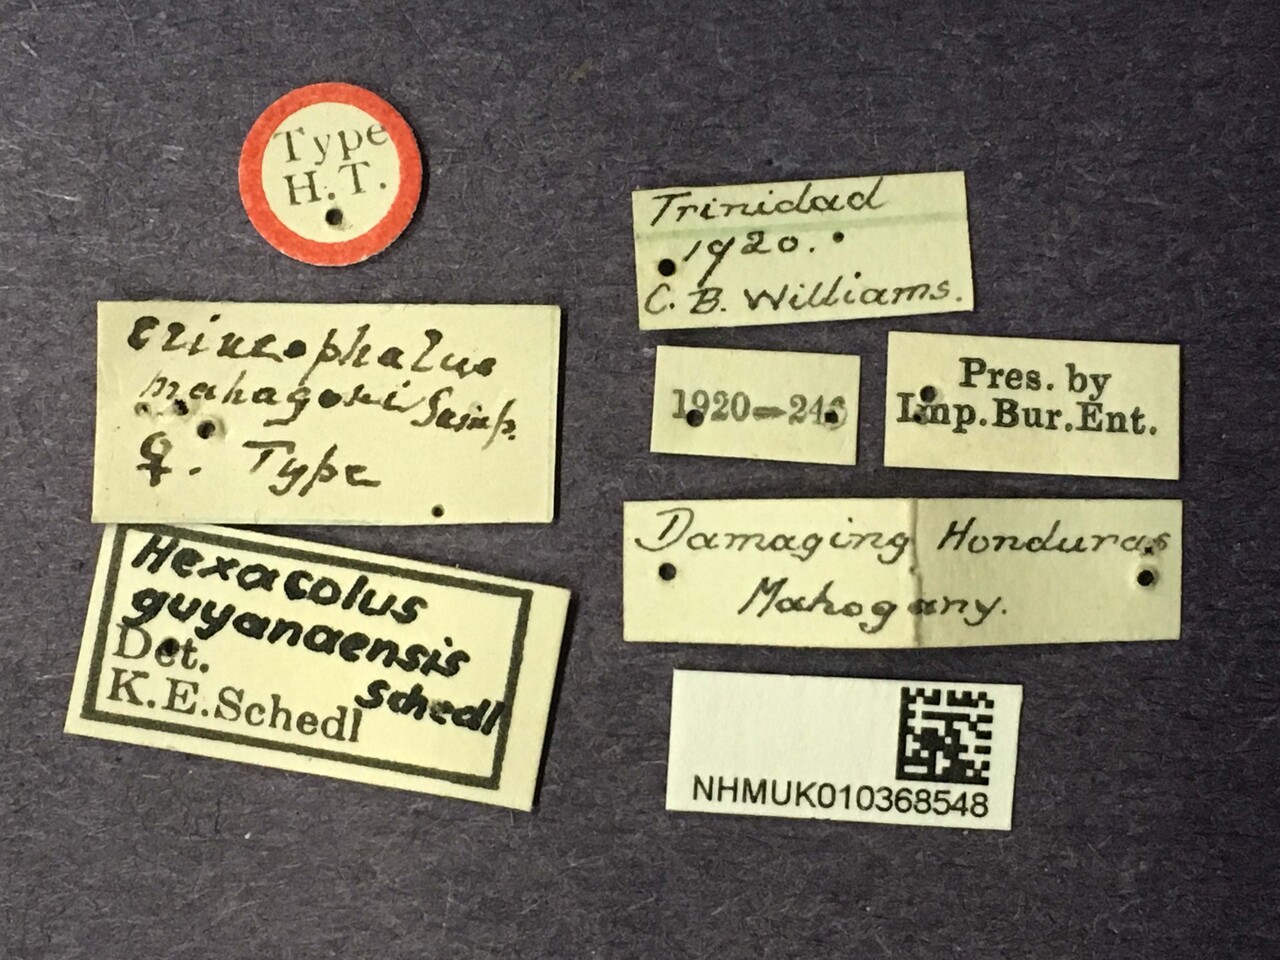 Type
H.T.
Erineophalus
mahagoni Samp.
♀. Type
Hexacolus
guyanaensis
Schedl
Det.
K.E.Schedl
Trinidad
1920.
C. B. Williams.
1920—246
Pres. by
Imp.Bur.Ent.
Damaging Honduras
Mahogany.
NHMUK010368548